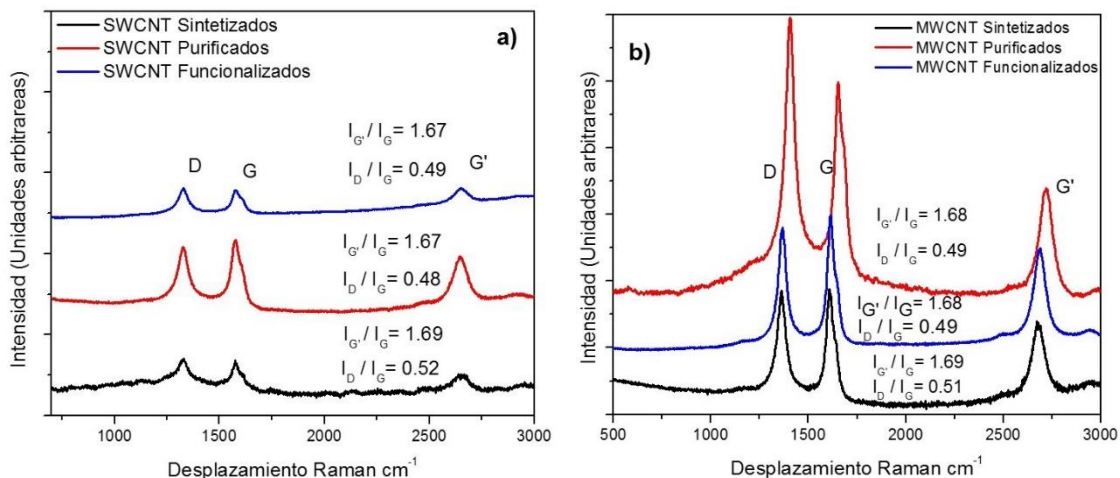 SWCNT Sintetizados
SWCNT Purificados
SWCNT Funcionalizados
a)
I_G' / I_G= 1.67
I_D / I_G= 0.49
D
G
G'
I_G' / I_G= 1.67
I_D / I_G= 0.48
I_G' / I_G= 1.69
I_D / I_G= 0.52
Intensidad (Unidades arbitrareas)
1000 1500 2000 2500 3000
Desplazamiento Raman cm⁻¹
b)
MWCNT Sintetizados
MWCNT Purificados
MWCNT Funcionalizados
D
G
G'
I_G' / I_G= 1.68
I_D / I_G= 0.49
I_G' / I_G= 1.68
I_D / I_G= 0.49
I_G' / I_G= 1.69
I_D / I_G= 0.51
Intensidad (Unidades arbitrareas)
500 1000 1500 2000 2500 3000
Desplazamiento Raman cm⁻¹